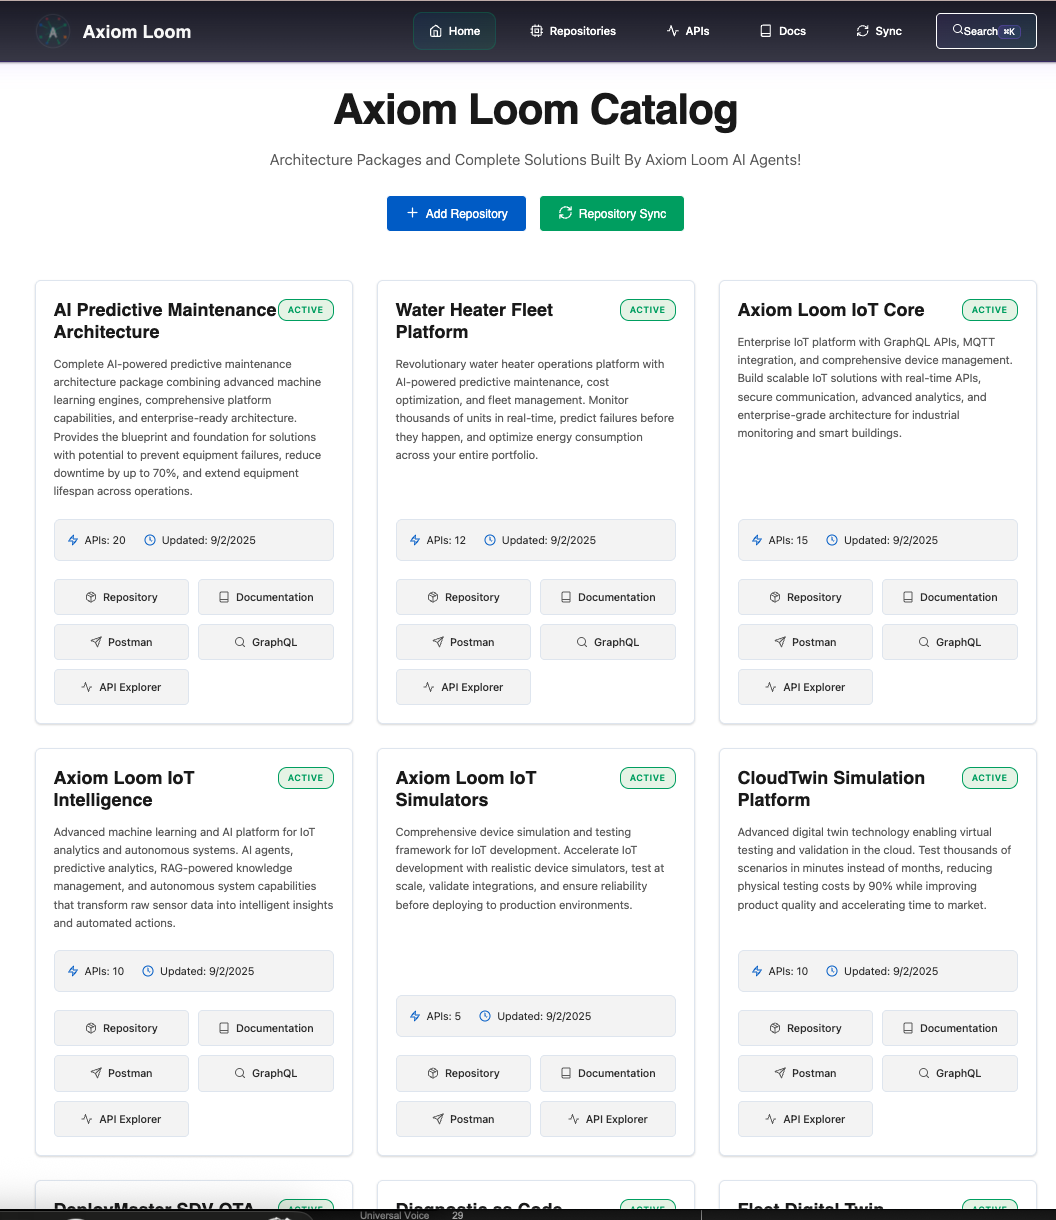 Axiom Loom
Home
Repositories
APIs
Docs
Sync
Search ⌘K
Axiom Loom Catalog
Architecture Packages and Complete Solutions Built By Axiom Loom AI Agents!
Add Repository
Repository Sync
AI Predictive Maintenance
Architecture
ACTIVE
Complete AI-powered predictive maintenance
architecture package combining advanced machine
learning engines, comprehensive platform
capabilities, and enterprise-ready architecture.
Provides the blueprint and foundation for solutions
with potential to prevent equipment failures, reduce
downtime by up to 70%, and extend equipment
lifespan across operations.
APIs: 20
Updated: 9/2/2025
Repository
Documentation
Postman
GraphQL
API Explorer
Water Heater Fleet
Platform
ACTIVE
Revolutionary water heater operations platform with
AI-powered predictive maintenance, cost
optimization, and fleet management. Monitor
thousands of units in real-time, predict failures before
they happen, and optimize energy consumption
across your entire portfolio.
APIs: 12
Updated: 9/2/2025
Repository
Documentation
Postman
GraphQL
API Explorer
Axiom Loom IoT Core
ACTIVE
Enterprise IoT platform with GraphQL APIs, MQTT
integration, and comprehensive device management.
Build scalable IoT solutions with real-time APIs,
secure communication, advanced analytics, and
enterprise-grade architecture for industrial
monitoring and smart buildings.
APIs: 15
Updated: 9/2/2025
Repository
Documentation
Postman
GraphQL
API Explorer
Axiom Loom IoT
Intelligence
ACTIVE
Advanced machine learning and AI platform for IoT
analytics and autonomous systems. AI agents,
predictive analytics, RAG-powered knowledge
management, and autonomous system capabilities
that transform raw sensor data into intelligent insights
and automated actions.
APIs: 10
Updated: 9/2/2025
Repository
Documentation
Postman
GraphQL
API Explorer
Axiom Loom IoT
Simulators
ACTIVE
Comprehensive device simulation and testing
framework for IoT development. Accelerate IoT
development with realistic device simulators, test at
scale, validate integrations, and ensure reliability
before deploying to production environments.
APIs: 5
Updated: 9/2/2025
Repository
Documentation
Postman
API Explorer
CloudTwin Simulation
Platform
ACTIVE
Advanced digital twin technology enabling virtual
testing and validation in the cloud. Test thousands of
scenarios in minutes instead of months, reducing
physical testing costs by 90% while improving
product quality and accelerating time to market.
APIs: 10
Updated: 9/2/2025
Repository
Documentation
Postman
GraphQL
API Explorer
DeployMaster SDV OTA
ACTIVE
Diagnostic as Code
ACTIVE
Fleet Digital Twin
ACTIVE
Universal Voice
29